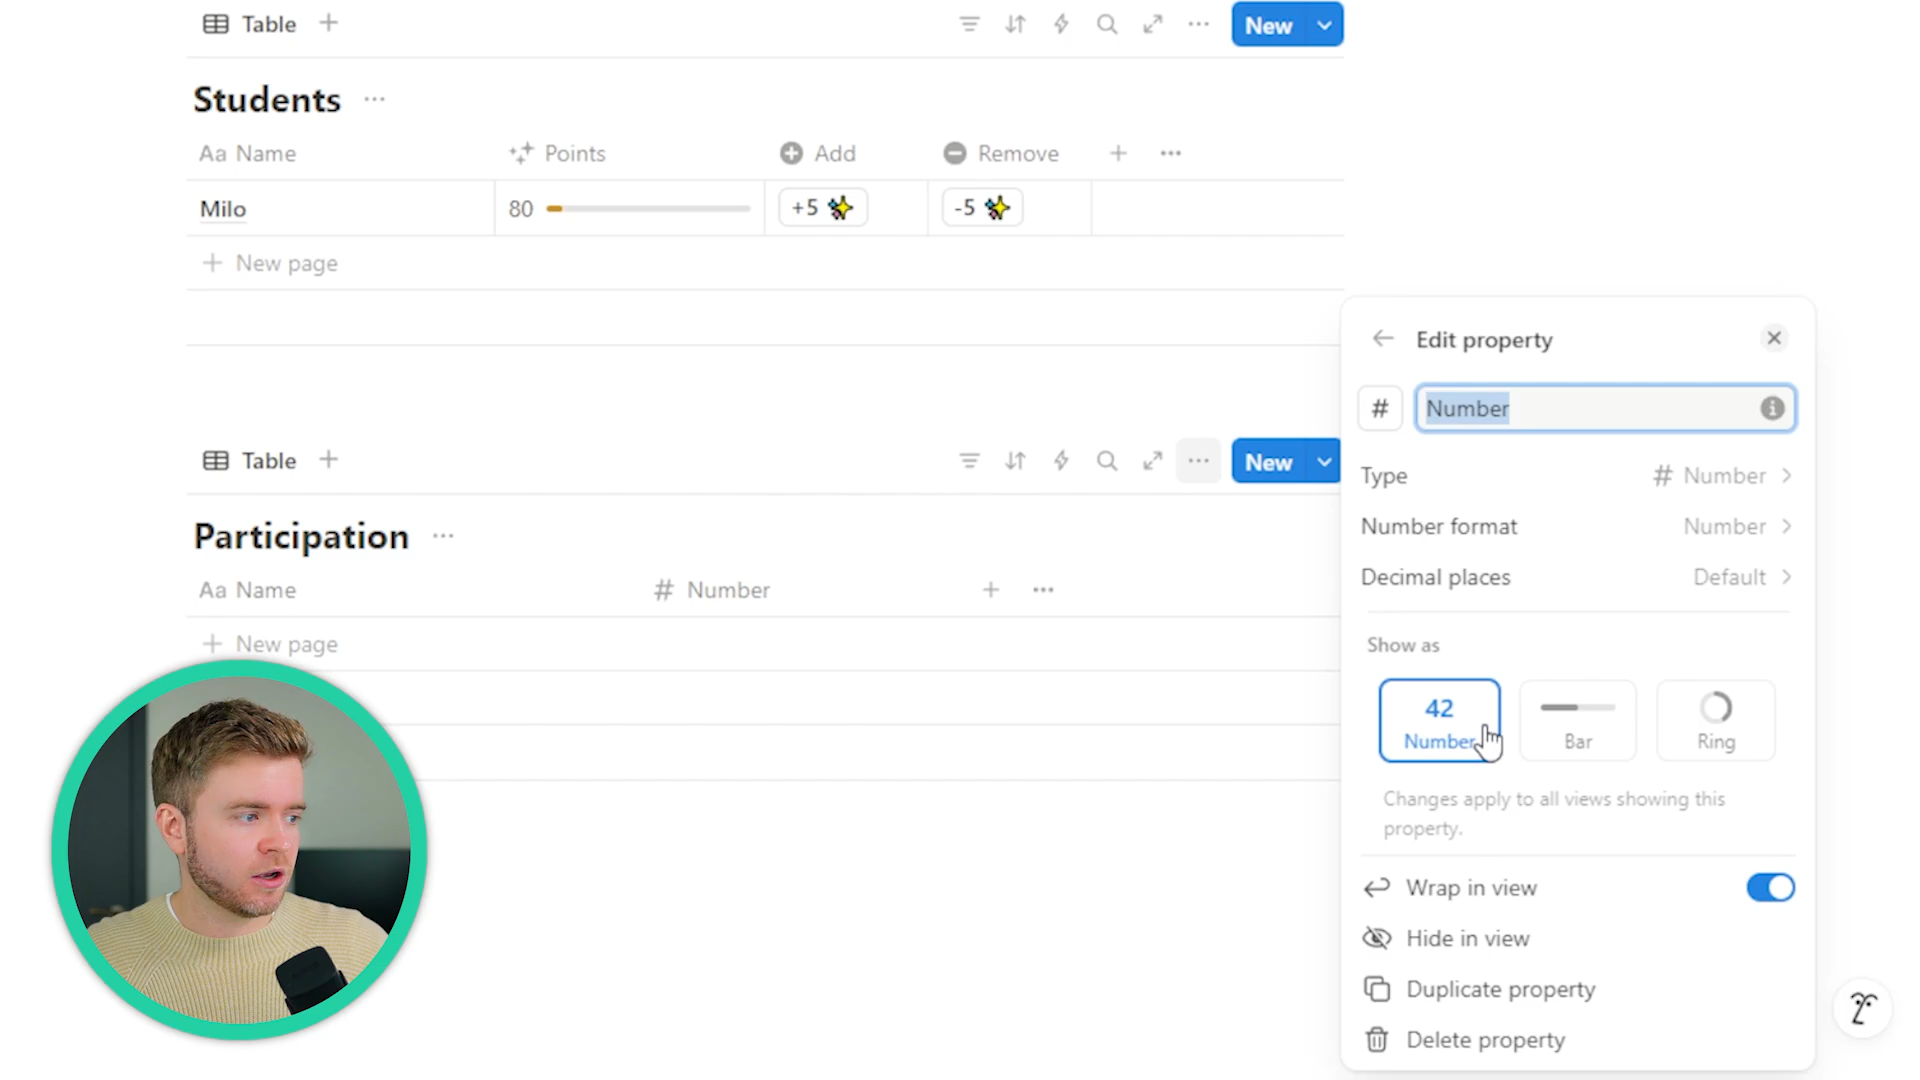 Table
New
Students
Aa Name
Points
Add
Remove
Milo
80
+5
-5
New page
Table
New
Participation
Aa Name
# Number
New page
Edit property
# Number
Type # Number
Number format Number
Decimal places Default
Show as
42
Number
Bar
Ring
Changes apply to all views showing this
property.
Wrap in view
Hide in view
Duplicate property
Delete property